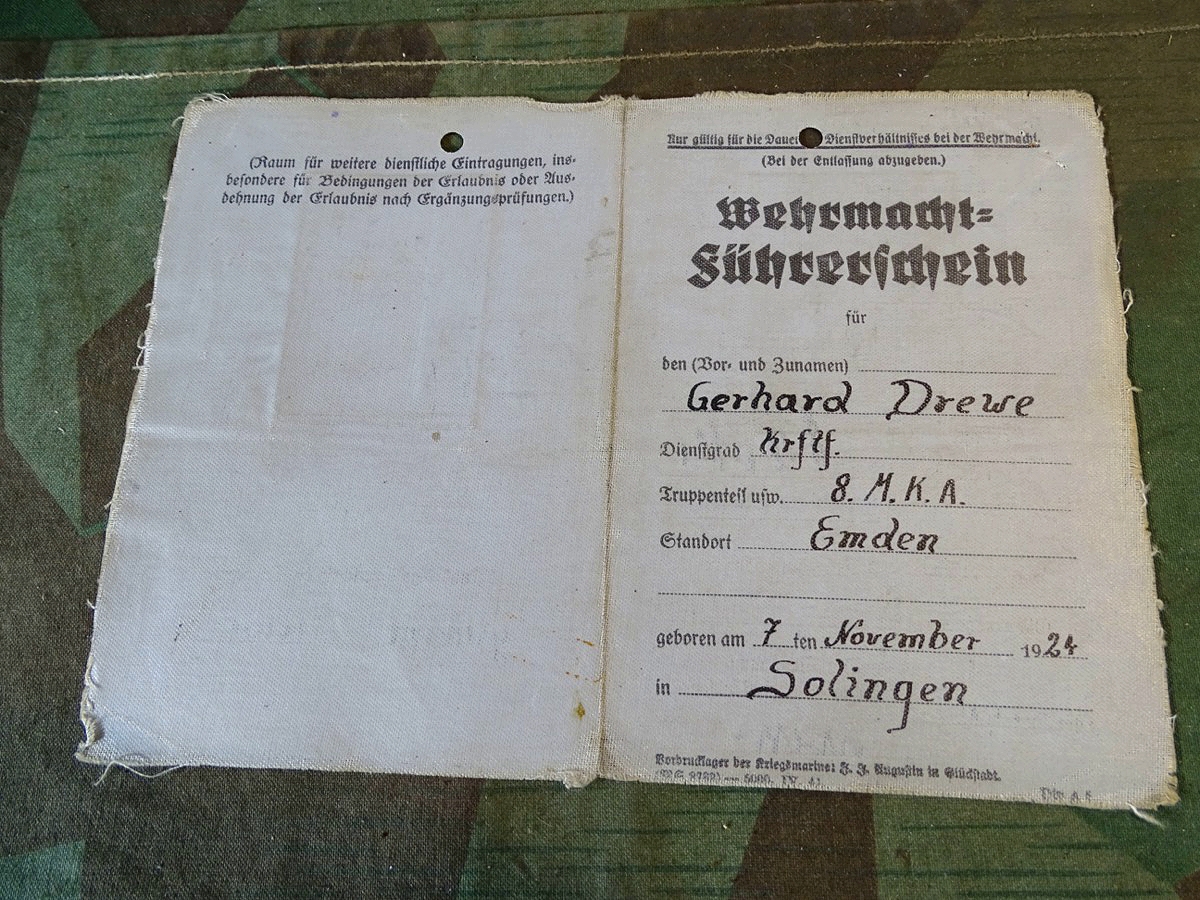 (Raum für weitere dienstliche Eintragungen, ins-
besondere für Bedingungen der Erlaubnis oder Aus-
dehnung der Erlaubnis nach Ergänzungsprüfungen.)
Nur gültig für die Dauer Dienstverhältnisses bei der Wehrmacht.
(Bei der Entlassung abzugeben.)
Wehrmacht-
Führerschein
für
den (Vor- und Zunamen)
Gerhard Drewe
Dienstgrad Krftf.
Truppenteil usw. 8. M. K. A.
Standort Emden
geboren am 7 ten November 1924
in Solingen
Vordrucklager der Kriegsmarine: J. J. Augustin in Glückstadt.
5000. IV. 41.